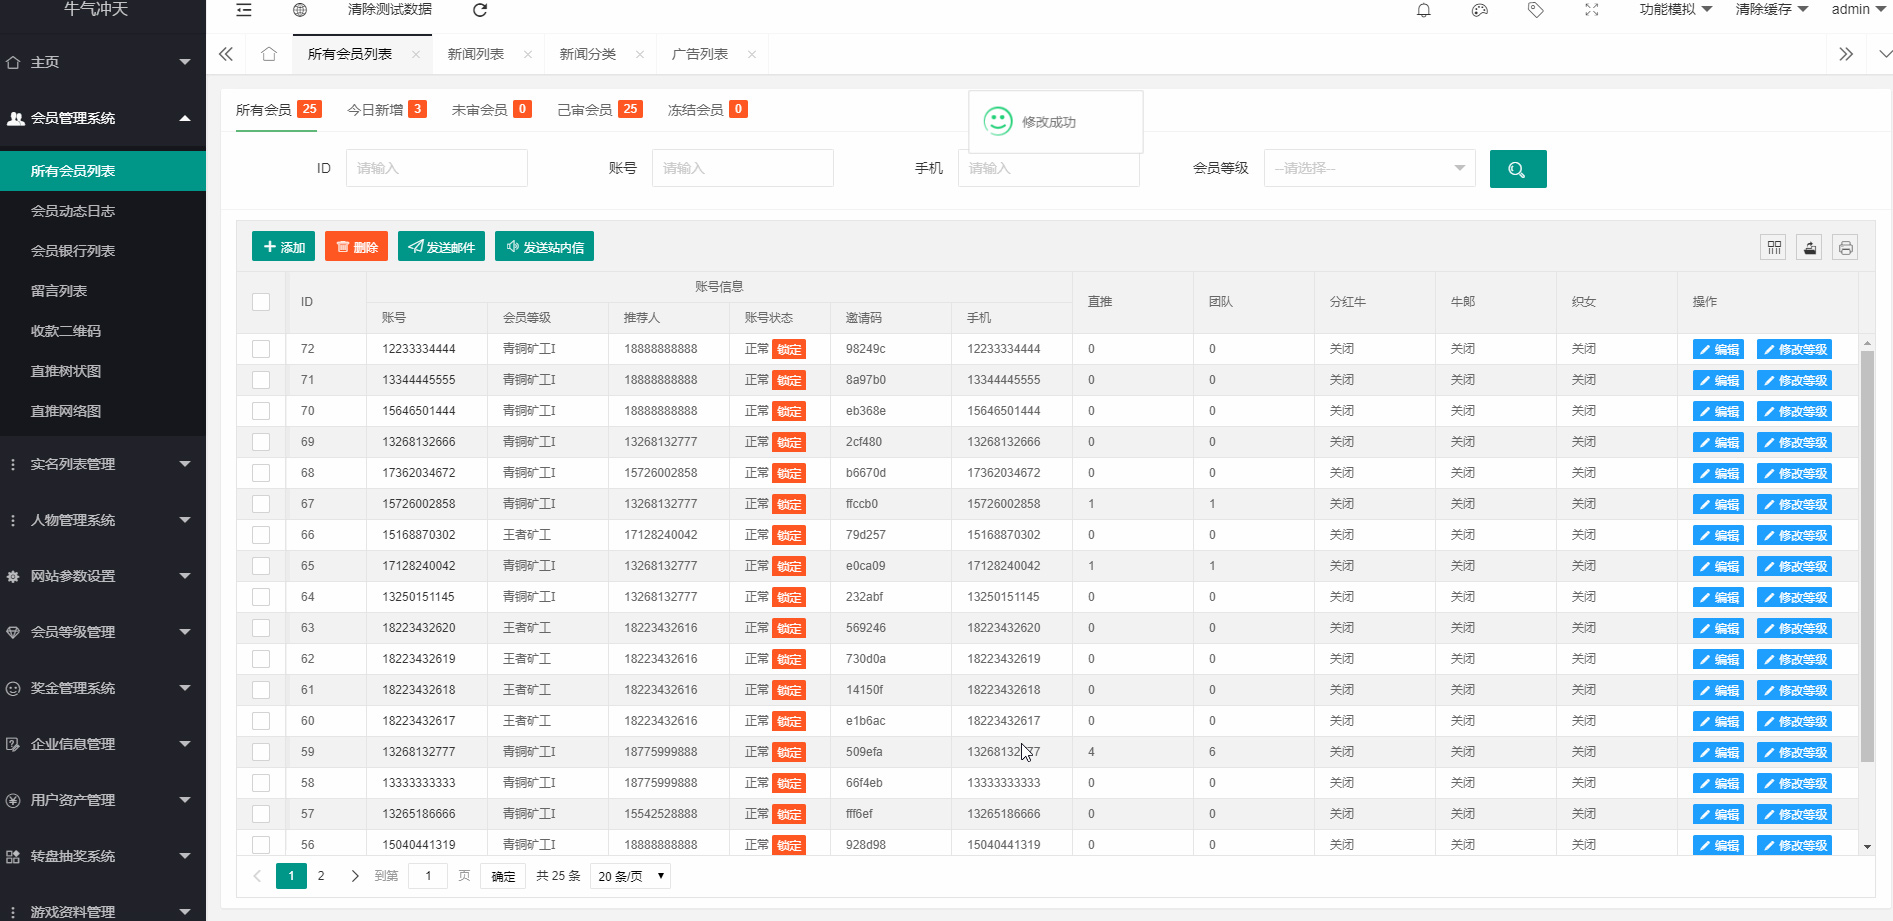 牛气冲天
清除测试数据
功能模拟
清除缓存
admin
所有会员列表
新闻列表
新闻分类
广告列表
主页
会员管理系统
所有会员列表
会员动态日志
会员银行列表
留言列表
收款二维码
直推树状图
直推网络图
实名列表管理
人物管理系统
网站参数设置
会员等级管理
奖金管理系统
企业信息管理
用户资产管理
转盘抽奖系统
游戏资料管理
所有会员 25 今日新增 3 未审会员 0 己审会员 25 冻结会员 0
修改成功
ID 请输入 账号 请输入 手机 请输入 会员等级 --请选择--
添加 删除 发送邮件 发送站内信
ID 账号信息 直推 团队 分红牛 牛郎 织女 操作
账号 会员等级 推荐人 账号状态 邀请码 手机
72 12233334444 青铜矿工I 18888888888 正常 锁定 98249c 12233334444 0 0 关闭 关闭 关闭 编辑 修改等级
71 13344445555 青铜矿工I 18888888888 正常 锁定 8a97b0 13344445555 0 0 关闭 关闭 关闭 编辑 修改等级
70 15646501444 青铜矿工I 18888888888 正常 锁定 eb368e 15646501444 0 0 关闭 关闭 关闭 编辑 修改等级
69 13268132666 青铜矿工I 13268132777 正常 锁定 2cf480 13268132666 0 0 关闭 关闭 关闭 编辑 修改等级
68 17362034672 青铜矿工I 15726002858 正常 锁定 b6670d 17362034672 0 0 关闭 关闭 关闭 编辑 修改等级
67 15726002858 青铜矿工I 13268132777 正常 锁定 ffccb0 15726002858 1 1 关闭 关闭 关闭 编辑 修改等级
66 15168870302 王者矿工 17128240042 正常 锁定 79d257 15168870302 0 0 关闭 关闭 关闭 编辑 修改等级
65 17128240042 青铜矿工I 13268132777 正常 锁定 e0ca09 17128240042 1 1 关闭 关闭 关闭 编辑 修改等级
64 13250151145 青铜矿工I 13268132777 正常 锁定 232abf 13250151145 0 0 关闭 关闭 关闭 编辑 修改等级
63 18223432620 王者矿工 18223432616 正常 锁定 569246 18223432620 0 0 关闭 关闭 关闭 编辑 修改等级
62 18223432619 王者矿工 18223432616 正常 锁定 730d0a 18223432619 0 0 关闭 关闭 关闭 编辑 修改等级
61 18223432618 王者矿工 18223432616 正常 锁定 14150f 18223432618 0 0 关闭 关闭 关闭 编辑 修改等级
60 18223432617 王者矿工 18223432616 正常 锁定 e1b6ac 18223432617 0 0 关闭 关闭 关闭 编辑 修改等级
59 13268132777 青铜矿工I 18775999888 正常 锁定 509efa 4 6 关闭 关闭 关闭 编辑 修改等级
58 13333333333 青铜矿工I 18775999888 正常 锁定 66f4eb 13333333333 0 0 关闭 关闭 关闭 编辑 修改等级
57 13265186666 青铜矿工I 15542528888 正常 锁定 fff6ef 13265186666 0 0 关闭 关闭 关闭 编辑 修改等级
56 15040441319 青铜矿工I 18888888888 正常 锁定 928d98 15040441319 0 0 关闭 关闭 关闭 编辑 修改等级
1 2 到第 1 页 确定 共 25 条 20 条/页